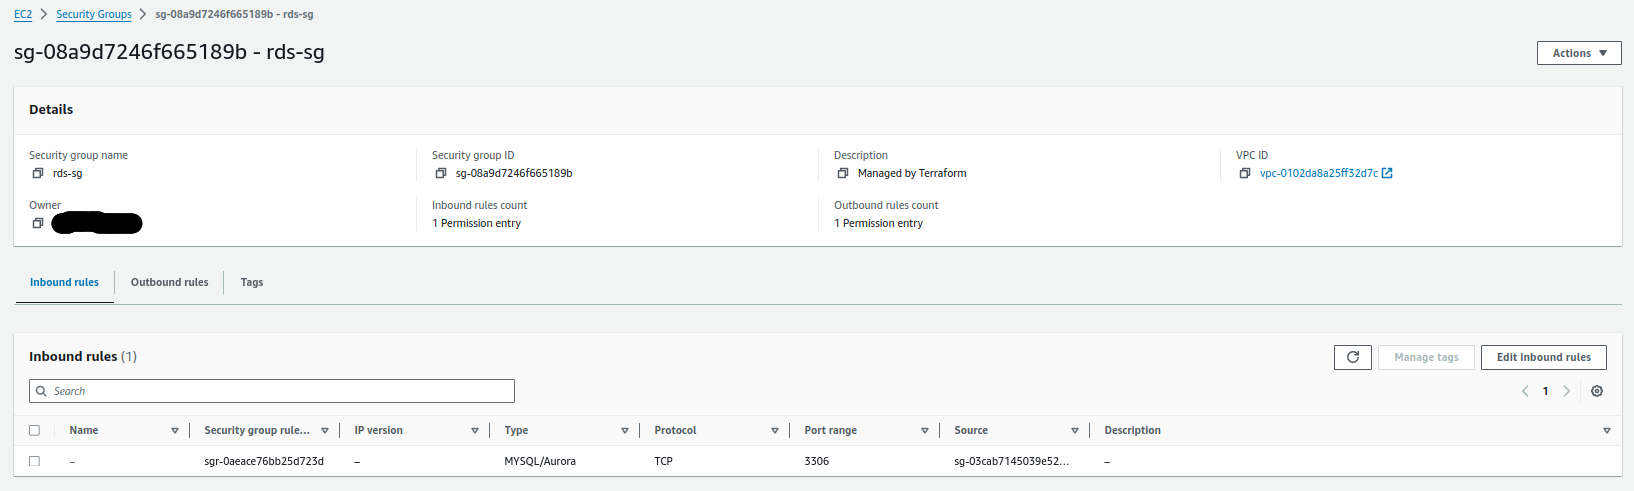 EC2 > Security Groups > sg-08a9d7246f665189b - rds-sg
sg-08a9d7246f665189b - rds-sg
Actions
Details
Security group name
rds-sg
Security group ID
sg-08a9d7246f665189b
Description
Managed by Terraform
VPC ID
vpc-0102da8a25ff32d7c
Owner
Inbound rules count
1 Permission entry
Outbound rules count
1 Permission entry
Inbound rules Outbound rules Tags
Inbound rules (1)
Manage tags Edit inbound rules
Search
1
Name Security group rule... IP version Type Protocol Port range Source Description
– sgr-0aeace76bb25d723d – MYSQL/Aurora TCP 3306 sg-03cab7145039e52... –